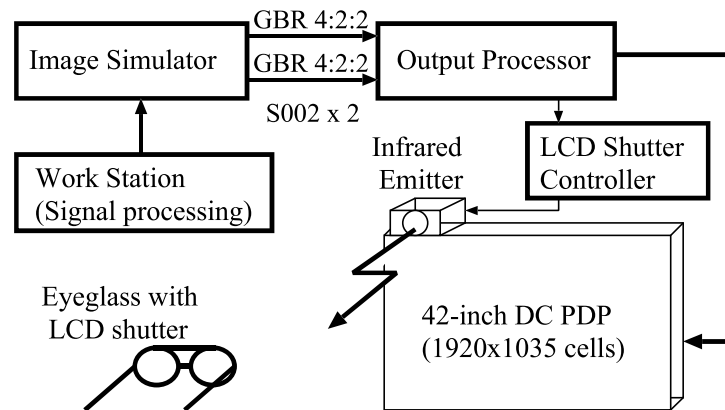 GBR 4:2:2
Image Simulator
GBR 4:2:2
Output Processor
S002 x 2
Work Station
(Signal processing)
Infrared
Emitter
LCD Shutter
Controller
Eyeglass with
LCD shutter
42-inch DC PDP
(1920x1035 cells)